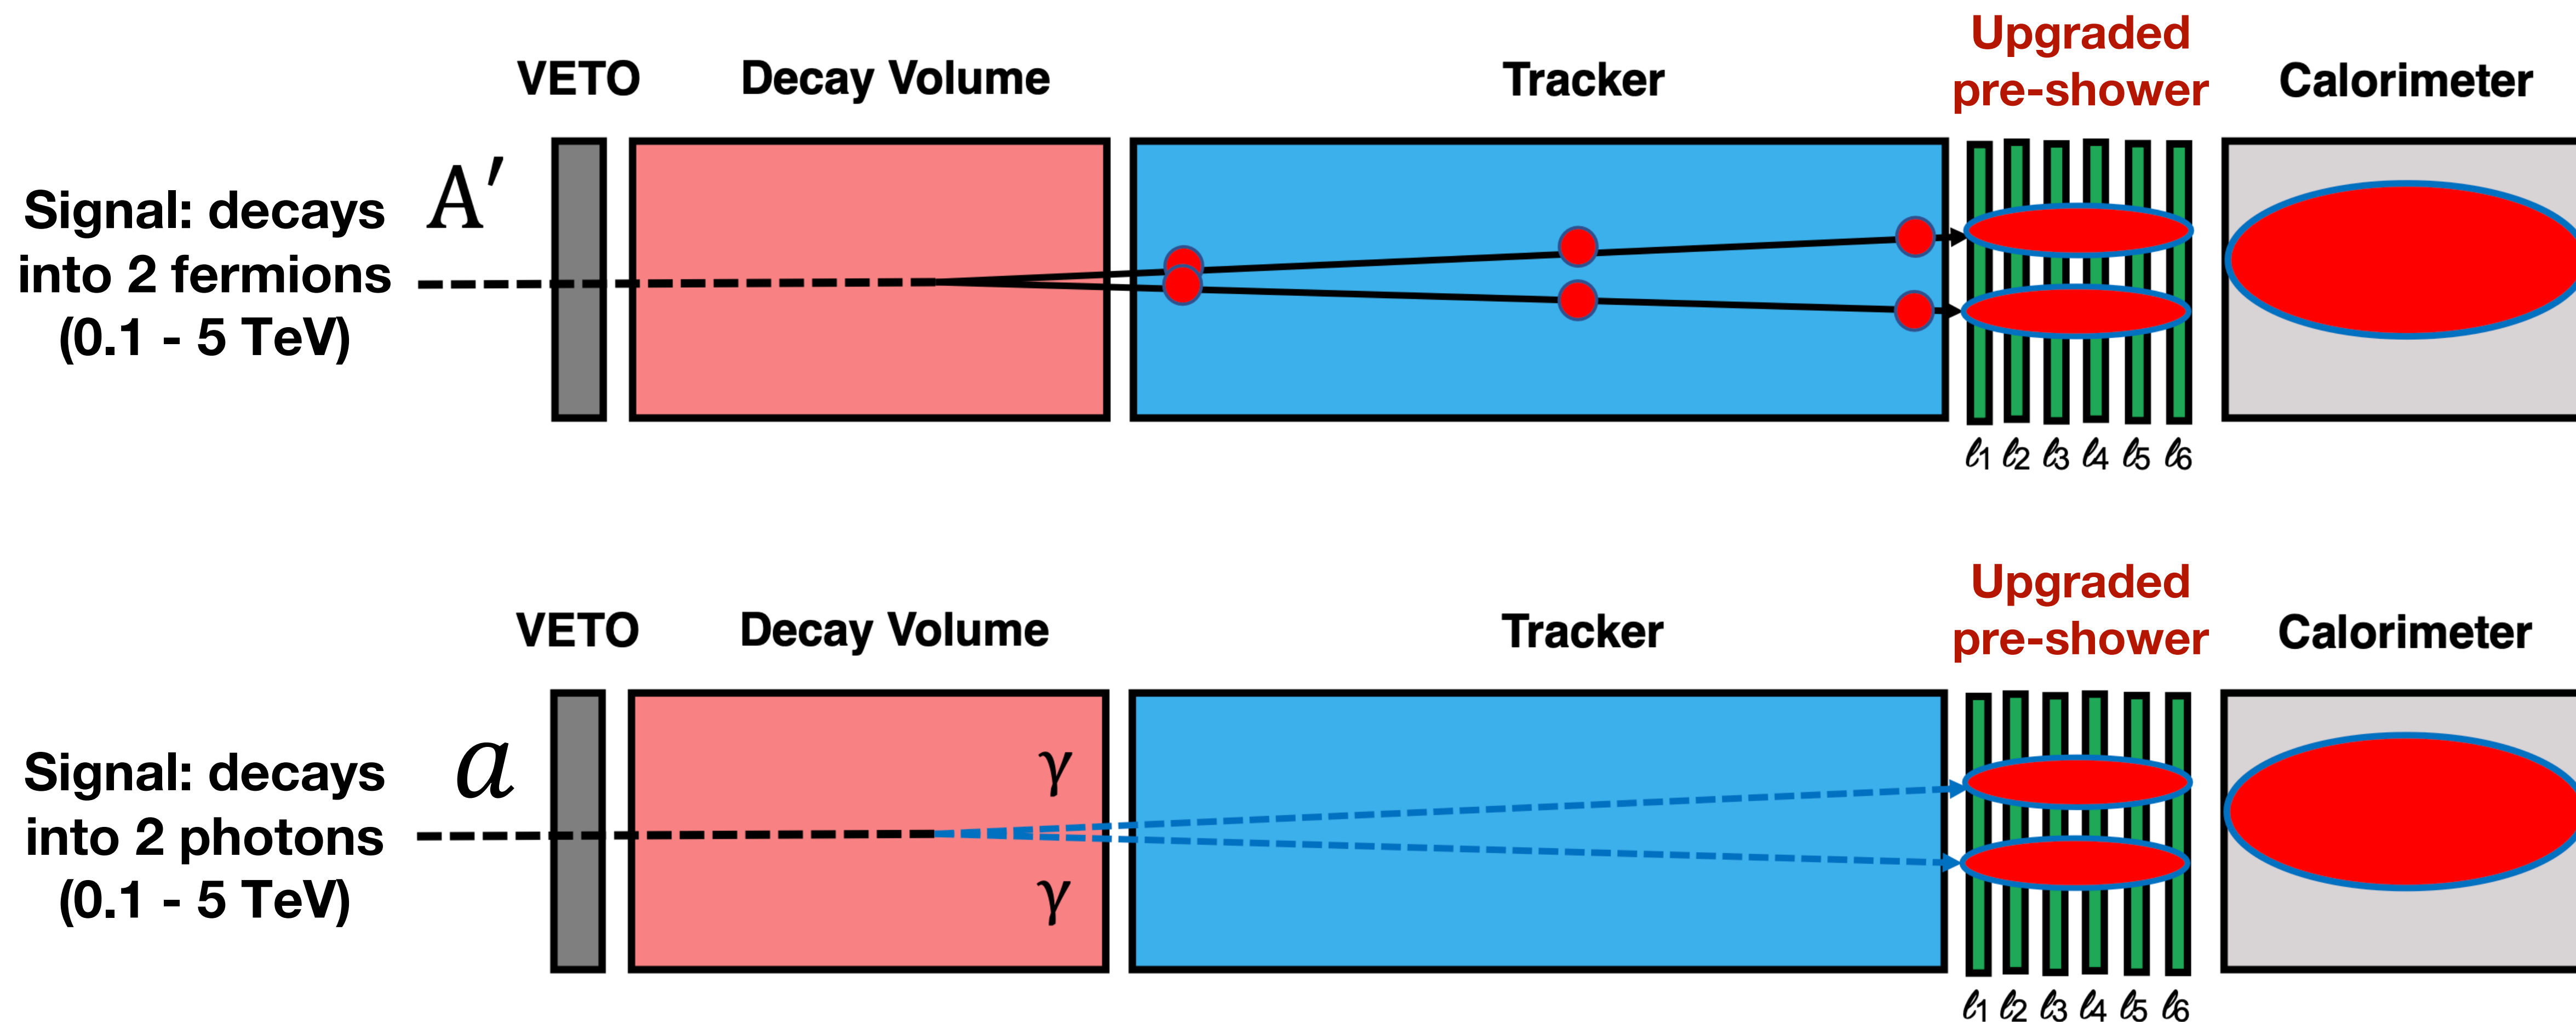 Upgraded
VETO Decay Volume Tracker pre-shower Calorimeter
A′
Signal: decays
into 2 fermions
(0.1 - 5 TeV)
ℓ1 ℓ2 ℓ3 ℓ4 ℓ5 ℓ6
Upgraded
VETO Decay Volume Tracker pre-shower Calorimeter
a γ
Signal: decays
into 2 photons
(0.1 - 5 TeV) γ
ℓ1 ℓ2 ℓ3 ℓ4 ℓ5 ℓ6